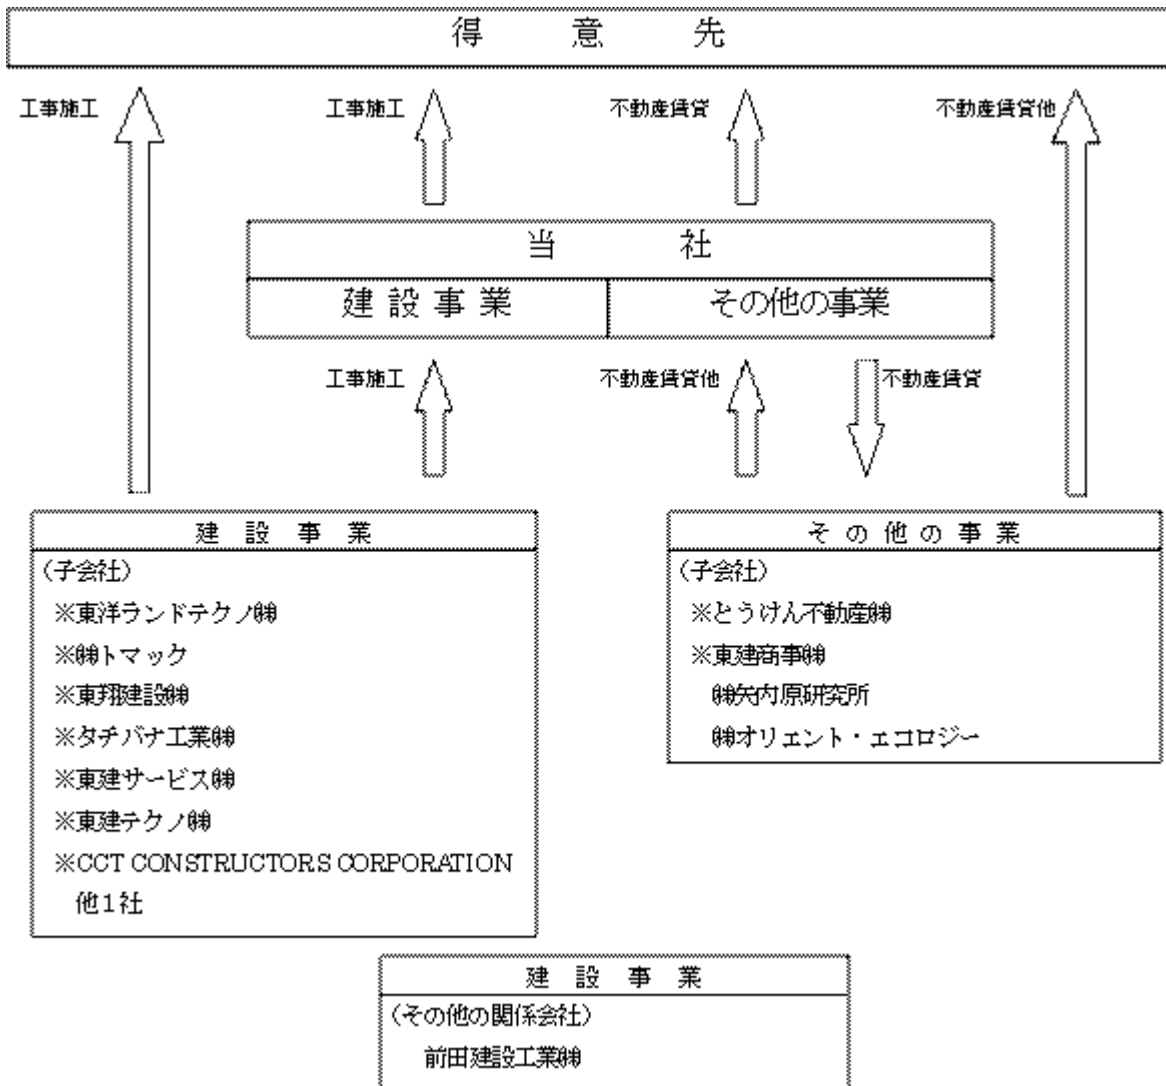 得意先
工事施工
工事施工
不動産賃貸
不動産賃貸他
当社
建設事業
その他の事業
工事施工
不動産賃貸他
不動産賃貸
建設事業
(子会社)
※東洋ランドテクノ㈱
※㈱トマック
※東翔建設㈱
※タチバナ工業㈱
※東建サービス㈱
※東建テクノ㈱
※CCT CONSTRUCTORS CORPORATION
他1社
その他の事業
(子会社)
※とうけん不動産㈱
※東建商事㈱
㈱矢内原研究所
㈱オリエント・エコロジー
建設事業
(その他の関係会社)
前田建設工業㈱